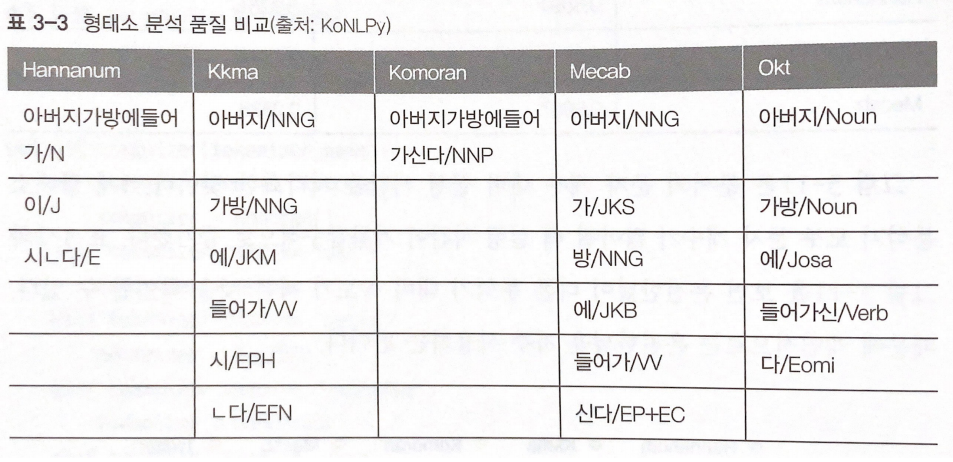 표 3-3 형태소 분석 품질 비교(출처: KoNLPy)
Hannanum Kkma Komoran Mecab Okt
아버지가방에들어 아버지/NNG 아버지가방에들어 아버지/NNG 아버지/Noun
가/N 가신다/NNP
이/J 가방/NNG 가/JKS 가방/Noun
시ㄴ다/E 에/JKM 방/NNG 에/Josa
들어가/VV 에/JKB 들어가신/Verb
시/EPH 들어가/VV 다/Eomi
ㄴ다/EFN 신다/EP+EC